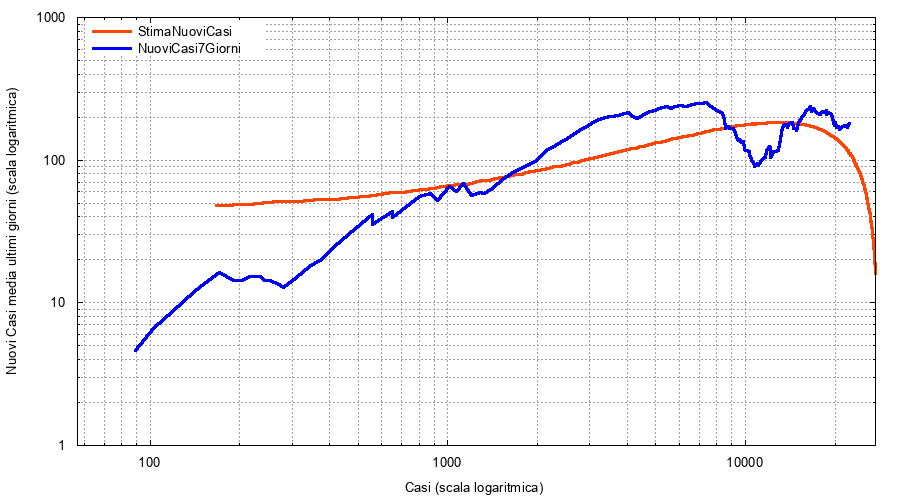 1000
StimaNuoviCasi
NuoviCasi7Giorni
Nuovi Casi media ultimi giorni (scala logaritmica)
100
10
1
100
1000
10000
Casi (scala logaritmica)